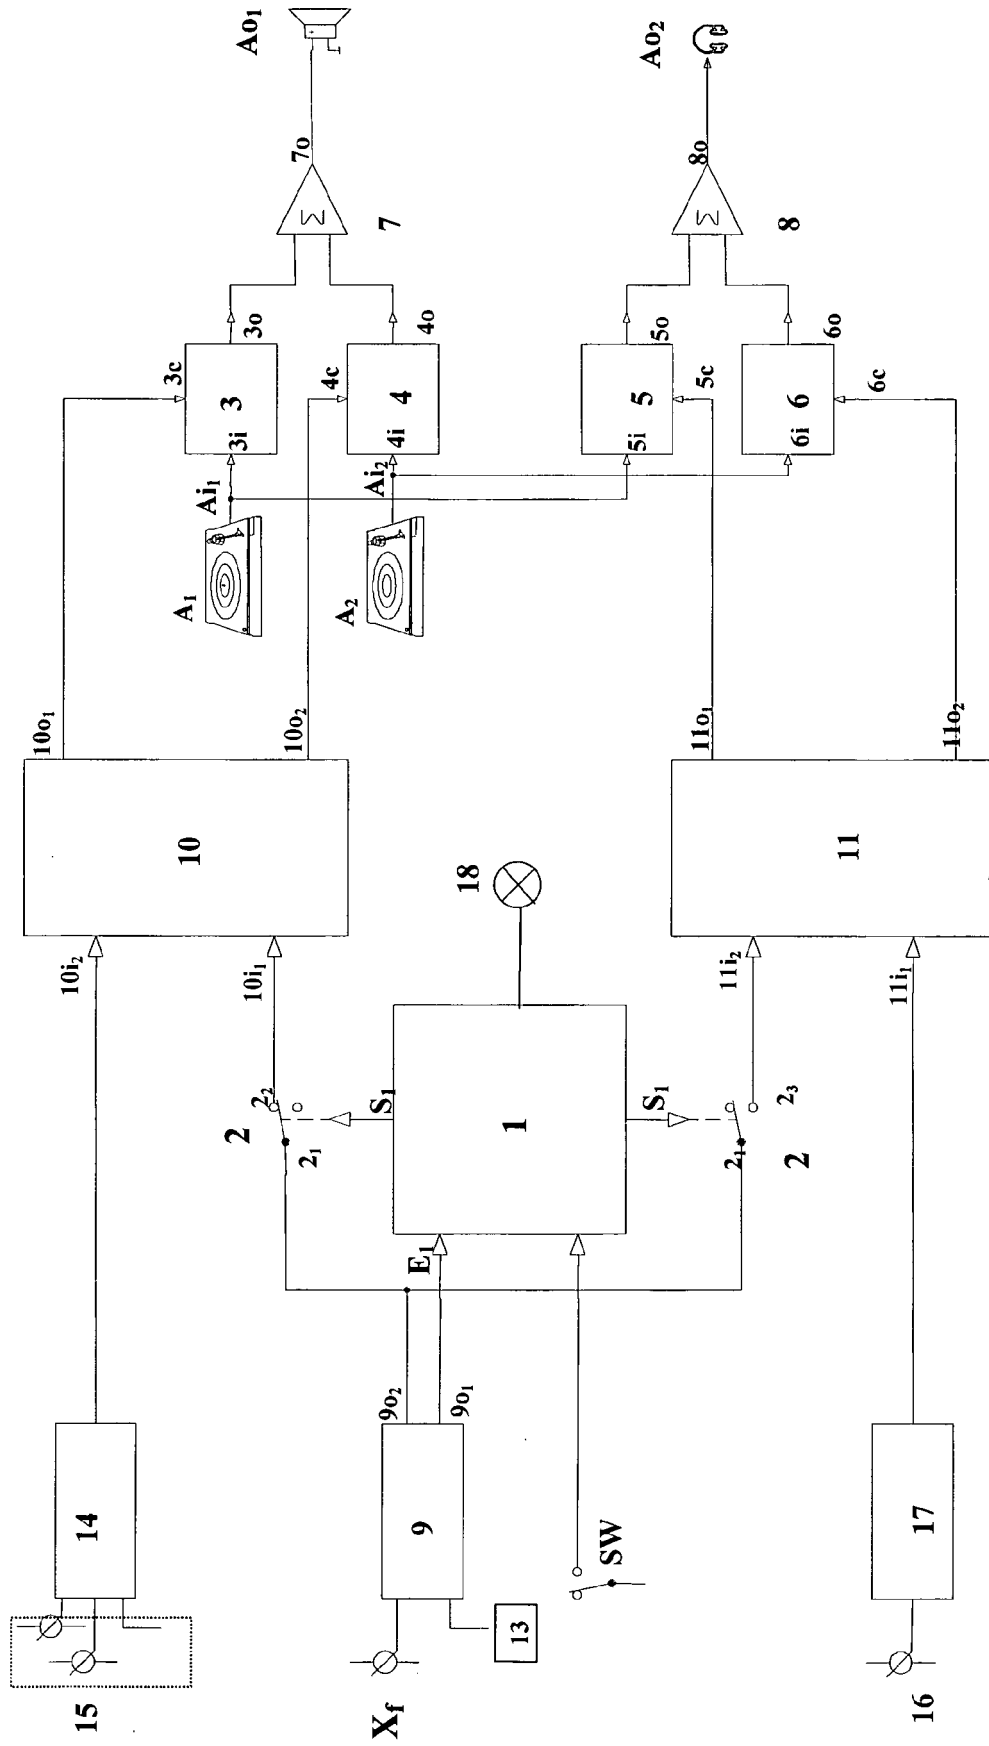 Ao₁
Ao₂
7o
8o
7
8
Σ
Σ
3o
4o
5o
6o
3c
4c
5c
6c
3
4
5
6
3i
4i
5i
6i
Ai₁
Ai₂
A₁
A₂
10o₁
10o₂
11o₁
11o₂
10
18
11
10i₂
10i₁
11i₂
11i₁
2₂
2
2₁
S₁
1
S₁
2₁
2₃
2
E₁
9o₂
9o₁
14
9
SW
17
13
15
Xf
16